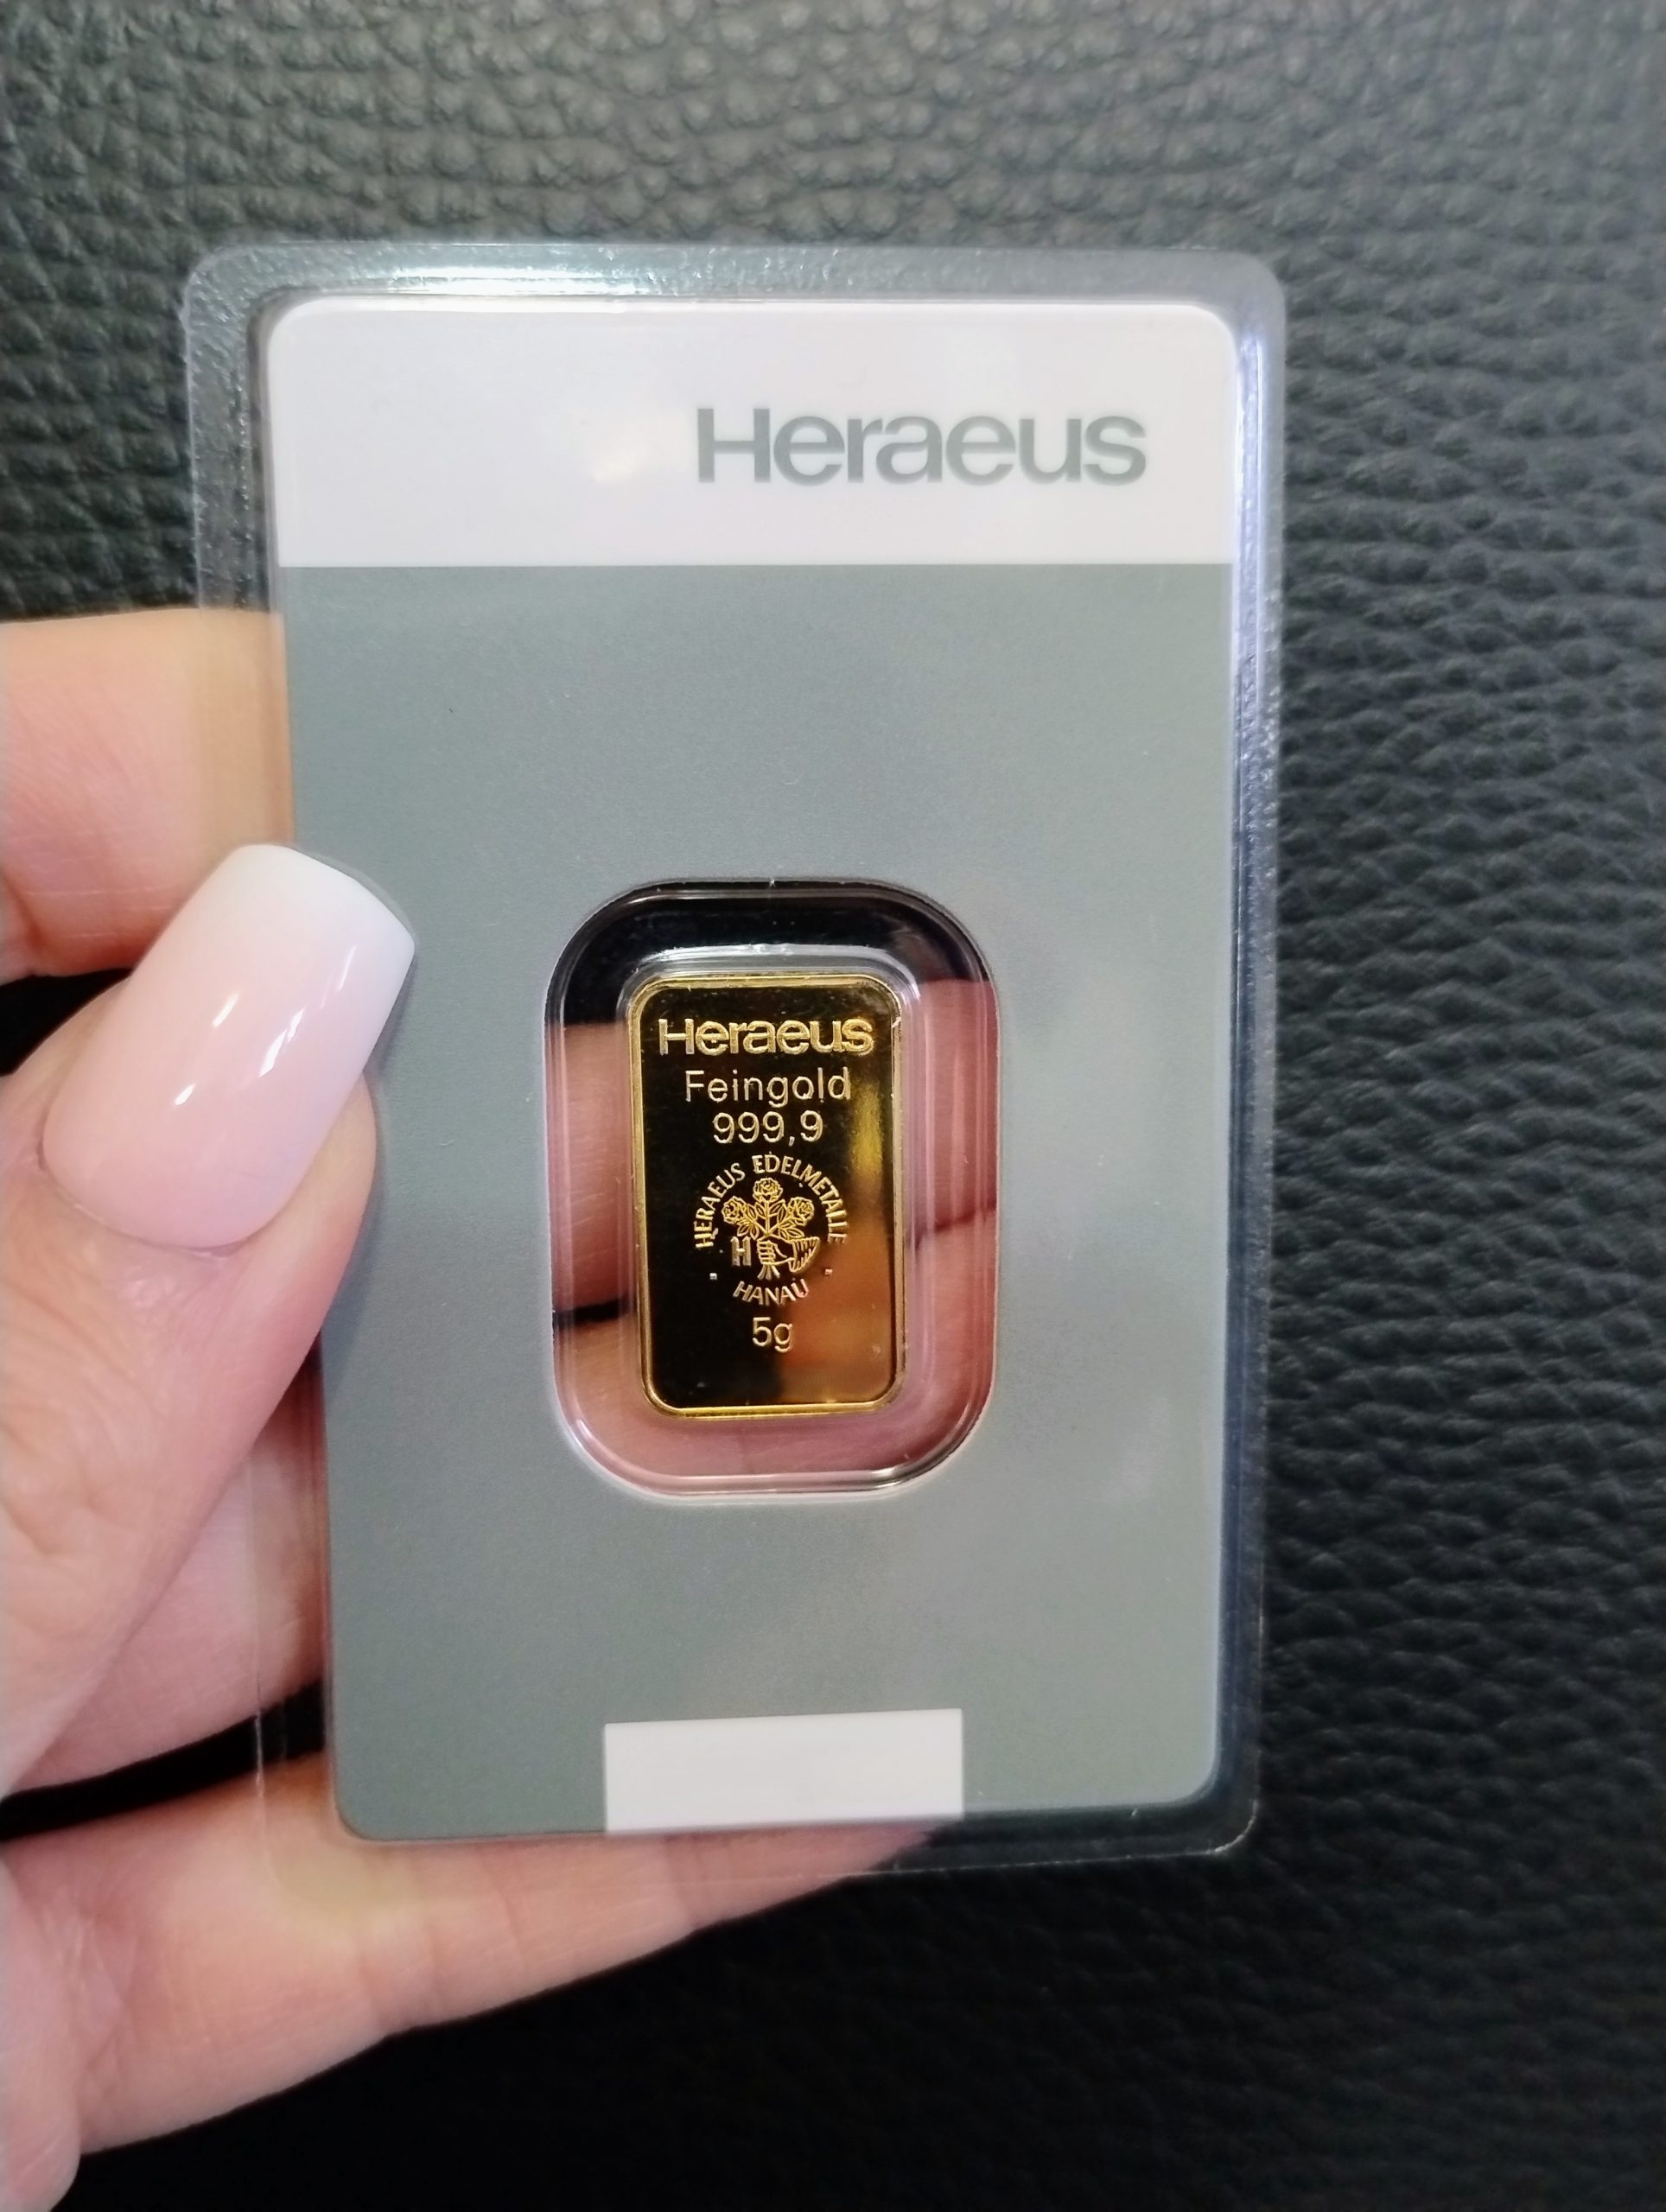 Heraeus
Heraeus
Feingold
999,9
HERAEUS EDELMETALLE
H
HANAU
5g